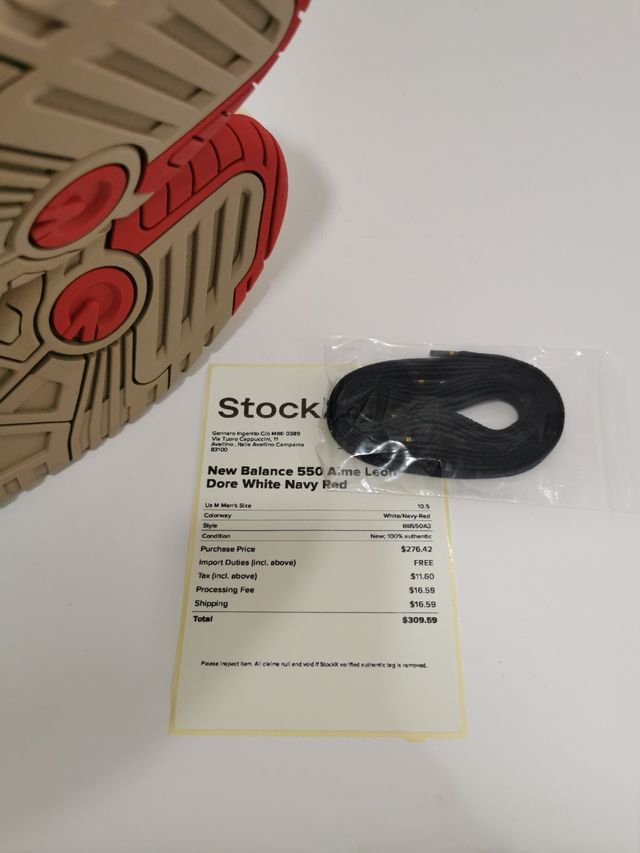 Stock
Gennaro Ingenito C/o MBE 0389
Via Tuoro Cappuccini, 11
Avellino , Italia Avellino Campania
83100
New Balance 550 Aime Leon
Dore White Navy Red
Us M Men's Size 10.5
Colorway White/Navy-Red
Style BB550A3
Condition New; 100% authentic
Purchase Price $276.42
Import Duties (incl. above) FREE
Tax (incl. above) $11.60
Processing Fee $16.59
Shipping $16.59
Total $309.59
Please inspect item. All claims null and void if StockX verified authentic tag is removed.